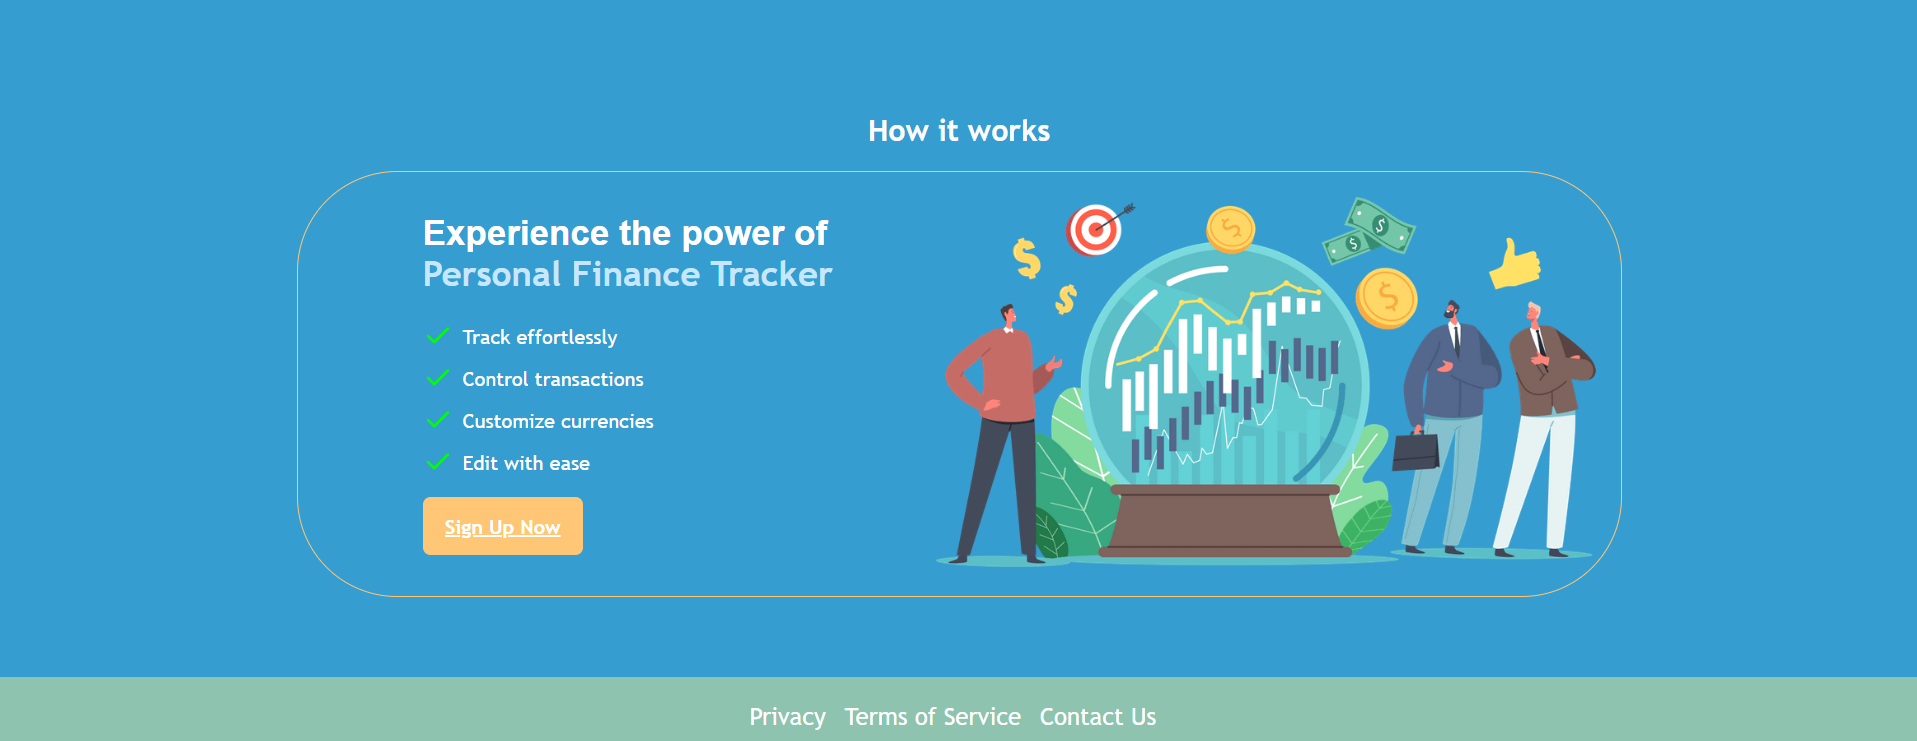 How it works
Experience the power of
Personal Finance Tracker
Track effortlessly
Control transactions
Customize currencies
Edit with ease
Sign Up Now
Privacy Terms of Service Contact Us